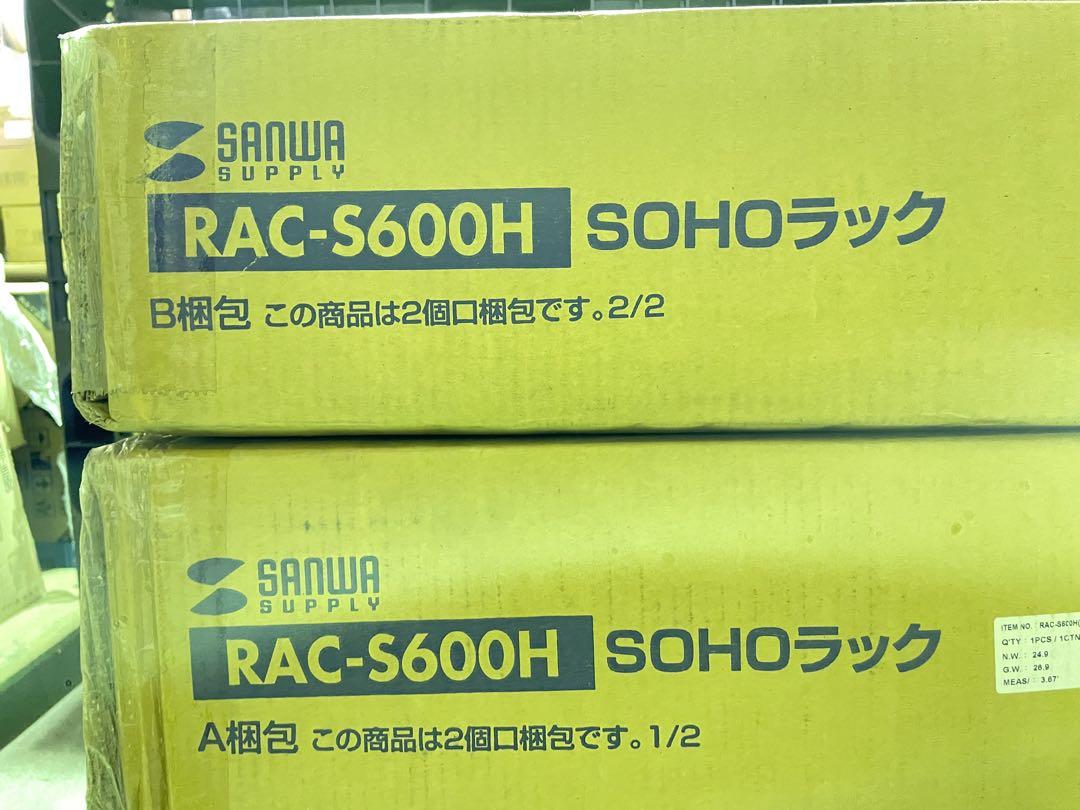 SANWA
SUPPLY
RAC-S600H SOHOラック
B梱包 この商品は2個口梱包です。2/2
SANWA
SUPPLY
RAC-S600H SOHOラック
A梱包 この商品は2個口梱包です。1/2
ITEM NO. : RAC-S600H(
Q'TY : 1PCS / 1CTN
N.W. : 24.9
G.W. : 26.9
MEAS/ : 3.67'